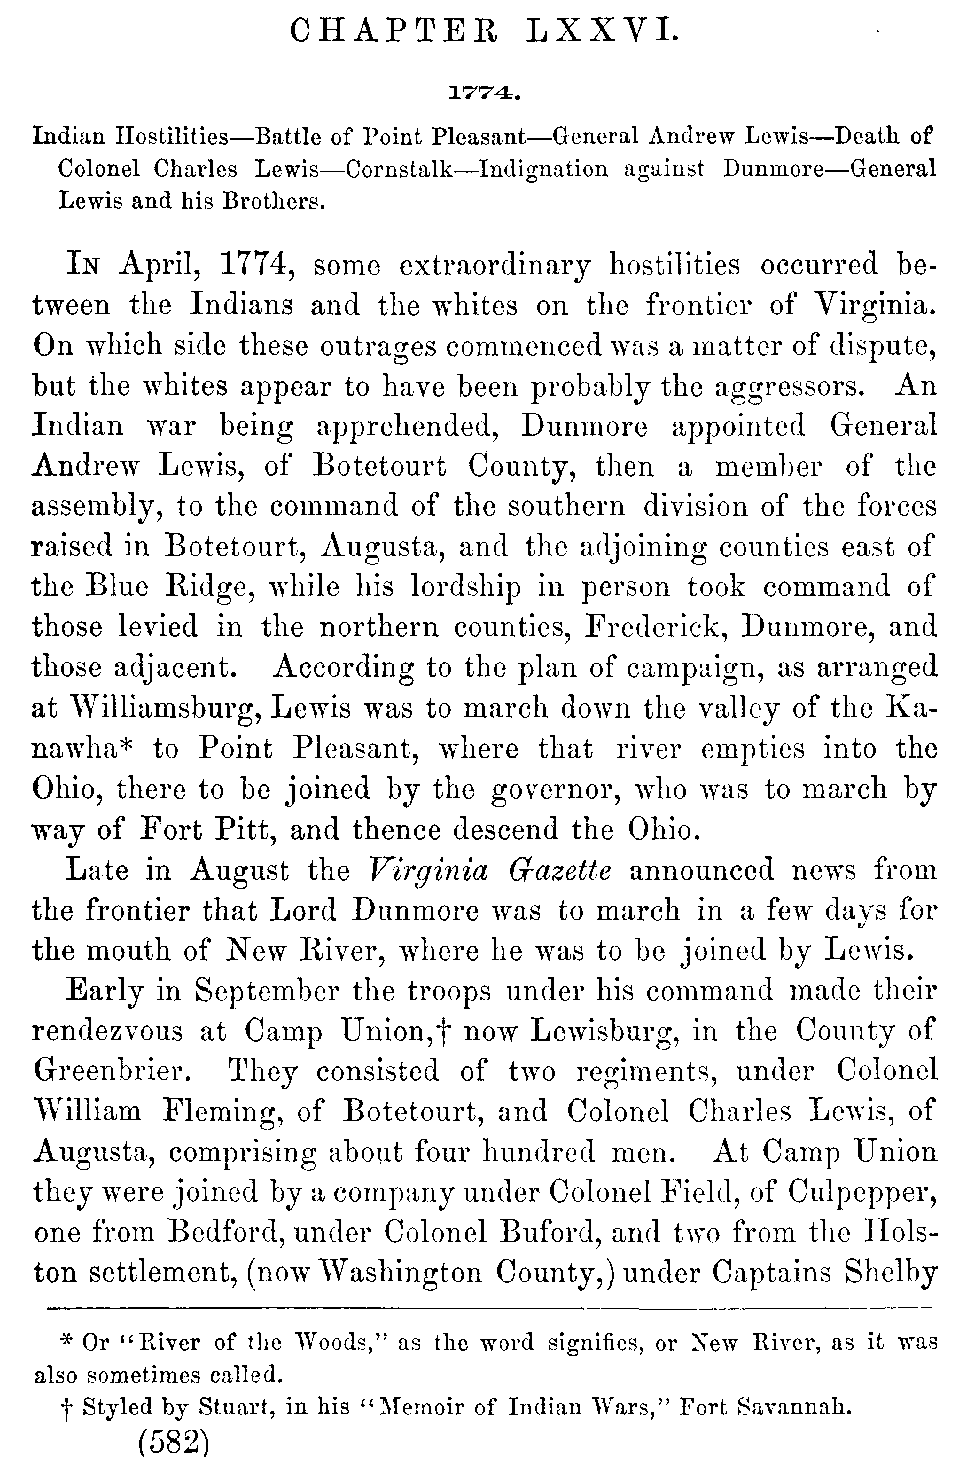 CHAPTER LXXVI.
1774.
Indian Hostilities—Battle of Point Pleasant—General Andrew Lewis—Death of
Colonel Charles Lewis—Cornstalk—Indignation against Dunmore—General
Lewis and his Brothers.
In April, 1774, some extraordinary hostilities occurred be-
tween the Indians and the whites on the frontier of Virginia.
On which side these outrages commenced was a matter of dispute,
but the whites appear to have been probably the aggressors. An
Indian war being apprehended, Dunmore appointed General
Andrew Lewis, of Botetourt County, then a member of the
assembly, to the command of the southern division of the forces
raised in Botetourt, Augusta, and the adjoining counties east of
the Blue Ridge, while his lordship in person took command of
those levied in the northern counties, Frederick, Dunmore, and
those adjacent. According to the plan of campaign, as arranged
at Williamsburg, Lewis was to march down the valley of the Ka-
nawha* to Point Pleasant, where that river empties into the
Ohio, there to be joined by the governor, who was to march by
way of Fort Pitt, and thence descend the Ohio.
Late in August the Virginia Gazette announced news from
the frontier that Lord Dunmore was to march in a few days for
the mouth of New River, where he was to be joined by Lewis.
Early in September the troops under his command made their
rendezvous at Camp Union,† now Lewisburg, in the County of
Greenbrier. They consisted of two regiments, under Colonel
William Fleming, of Botetourt, and Colonel Charles Lewis, of
Augusta, comprising about four hundred men. At Camp Union
they were joined by a company under Colonel Field, of Culpepper,
one from Bedford, under Colonel Buford, and two from the Hols-
ton settlement, (now Washington County,) under Captains Shelby
* Or "River of the Woods," as the word signifies, or New River, as it was
also sometimes called.
† Styled by Stuart, in his "Memoir of Indian Wars," Fort Savannah.
(582)